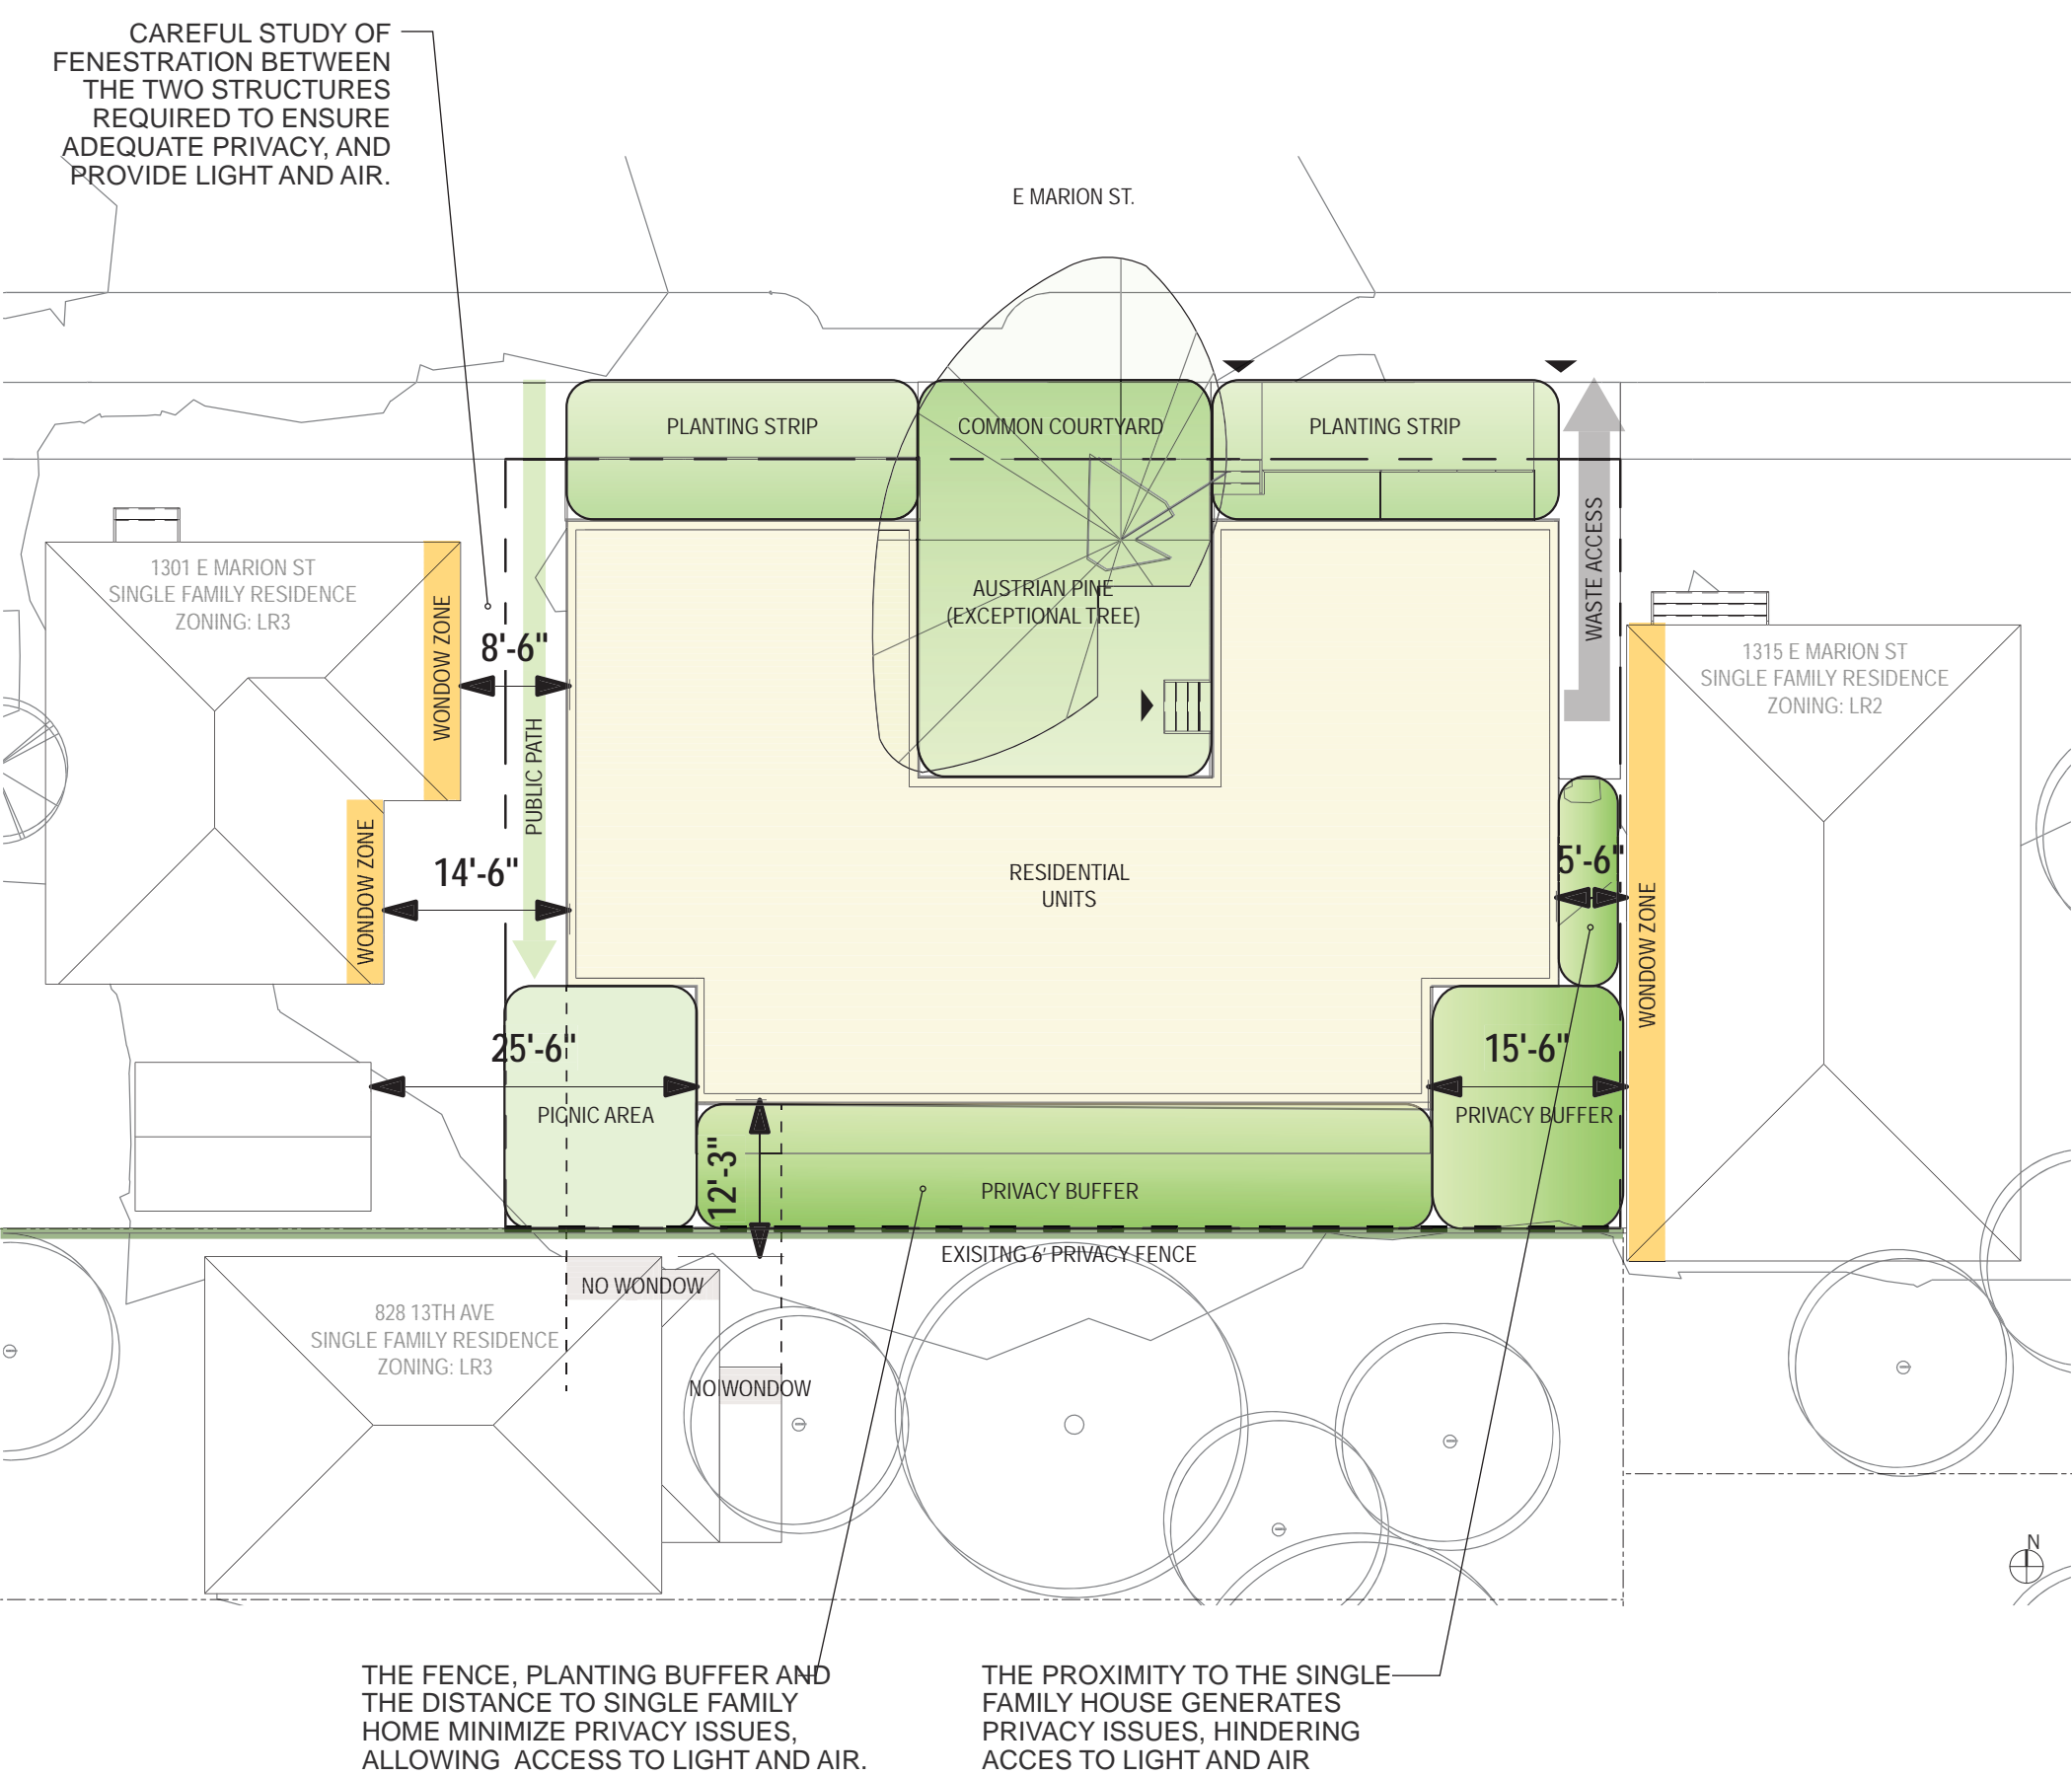 CAREFUL STUDY OF
FENESTRATION BETWEEN
THE TWO STRUCTURES
REQUIRED TO ENSURE
ADEQUATE PRIVACY, AND
PROVIDE LIGHT AND AIR.
E MARION ST.
PLANTING STRIP
COMMON COURTYARD
PLANTING STRIP
WASTE ACCESS
1301 E MARION ST
SINGLE FAMILY RESIDENCE
ZONING: LR3
WONDOW ZONE
8'-6"
AUSTRIAN PINE
(EXCEPTIONAL TREE)
1315 E MARION ST
SINGLE FAMILY RESIDENCE
ZONING: LR2
PUBLIC PATH
WONDOW ZONE
14'-6"
RESIDENTIAL
UNITS
5'-6"
WONDOW ZONE
25'-6"
15'-6"
PICNIC AREA
PRIVACY BUFFER
12'-3"
PRIVACY BUFFER
EXISITNG 6' PRIVACY FENCE
NO WONDOW
828 13TH AVE
SINGLE FAMILY RESIDENCE
ZONING: LR3
NO WONDOW
N
THE FENCE, PLANTING BUFFER AND
THE DISTANCE TO SINGLE FAMILY
HOME MINIMIZE PRIVACY ISSUES,
ALLOWING ACCESS TO LIGHT AND AIR.
THE PROXIMITY TO THE SINGLE
FAMILY HOUSE GENERATES
PRIVACY ISSUES, HINDERING
ACCES TO LIGHT AND AIR